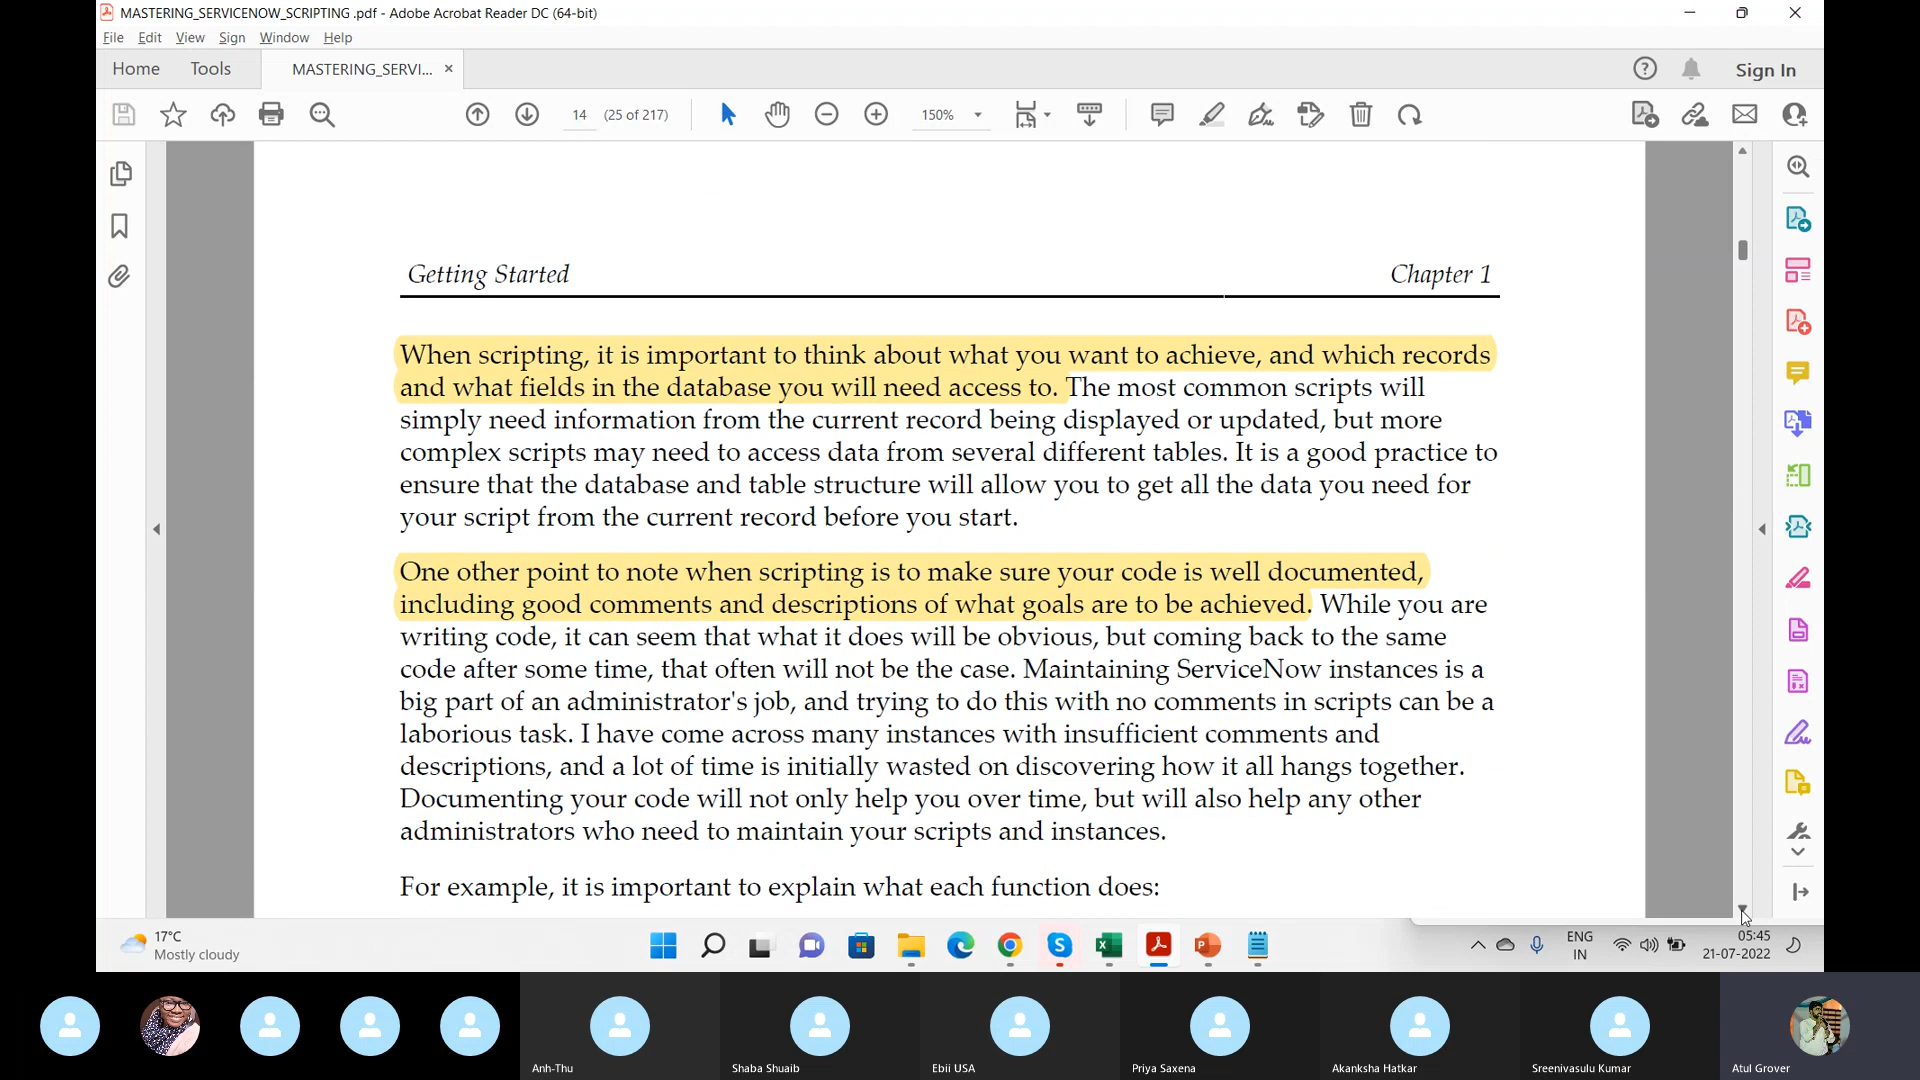 MASTERING_SERVICENOW_SCRIPTING .pdf - Adobe Acrobat Reader DC (64-bit)
File Edit View Sign Window Help
Home Tools MASTERING_SERVI... × Sign In
14 (25 of 217) 150%
Getting Started Chapter 1
When scripting, it is important to think about what you want to achieve, and which records
and what fields in the database you will need access to. The most common scripts will
simply need information from the current record being displayed or updated, but more
complex scripts may need to access data from several different tables. It is a good practice to
ensure that the database and table structure will allow you to get all the data you need for
your script from the current record before you start.
One other point to note when scripting is to make sure your code is well documented,
including good comments and descriptions of what goals are to be achieved. While you are
writing code, it can seem that what it does will be obvious, but coming back to the same
code after some time, that often will not be the case. Maintaining ServiceNow instances is a
big part of an administrator's job, and trying to do this with no comments in scripts can be a
laborious task. I have come across many instances with insufficient comments and
descriptions, and a lot of time is initially wasted on discovering how it all hangs together.
Documenting your code will not only help you over time, but will also help any other
administrators who need to maintain your scripts and instances.
For example, it is important to explain what each function does:
17°C
Mostly cloudy
ENG
IN
05:45
21-07-2022
Anh-Thu Shaba Shuaib Ebii USA Priya Saxena Akanksha Hatkar Sreenivasulu Kumar Atul Grover